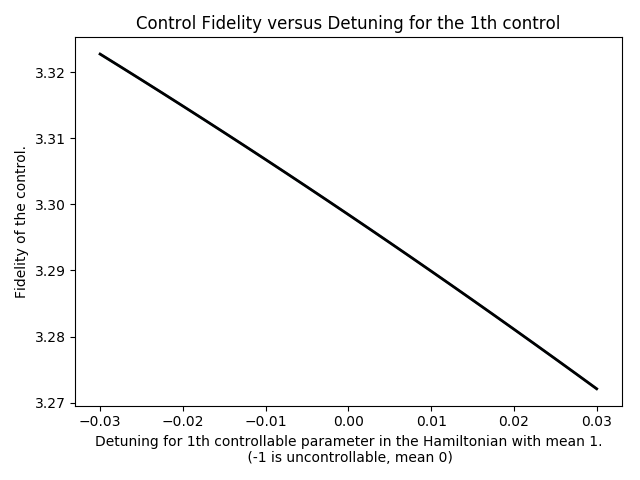 Control Fidelity versus Detuning for the 1th control
Fidelity of the control.
3.32
3.31
3.30
3.29
3.28
3.27
−0.03 −0.02 −0.01 0.00 0.01 0.02 0.03
Detuning for 1th controllable parameter in the Hamiltonian with mean 1.
(-1 is uncontrollable, mean 0)